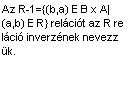 Az R-1={(b,a) E B x A|
(a,b) E R} relációt az R re
láció inverzének nevezz
ük.